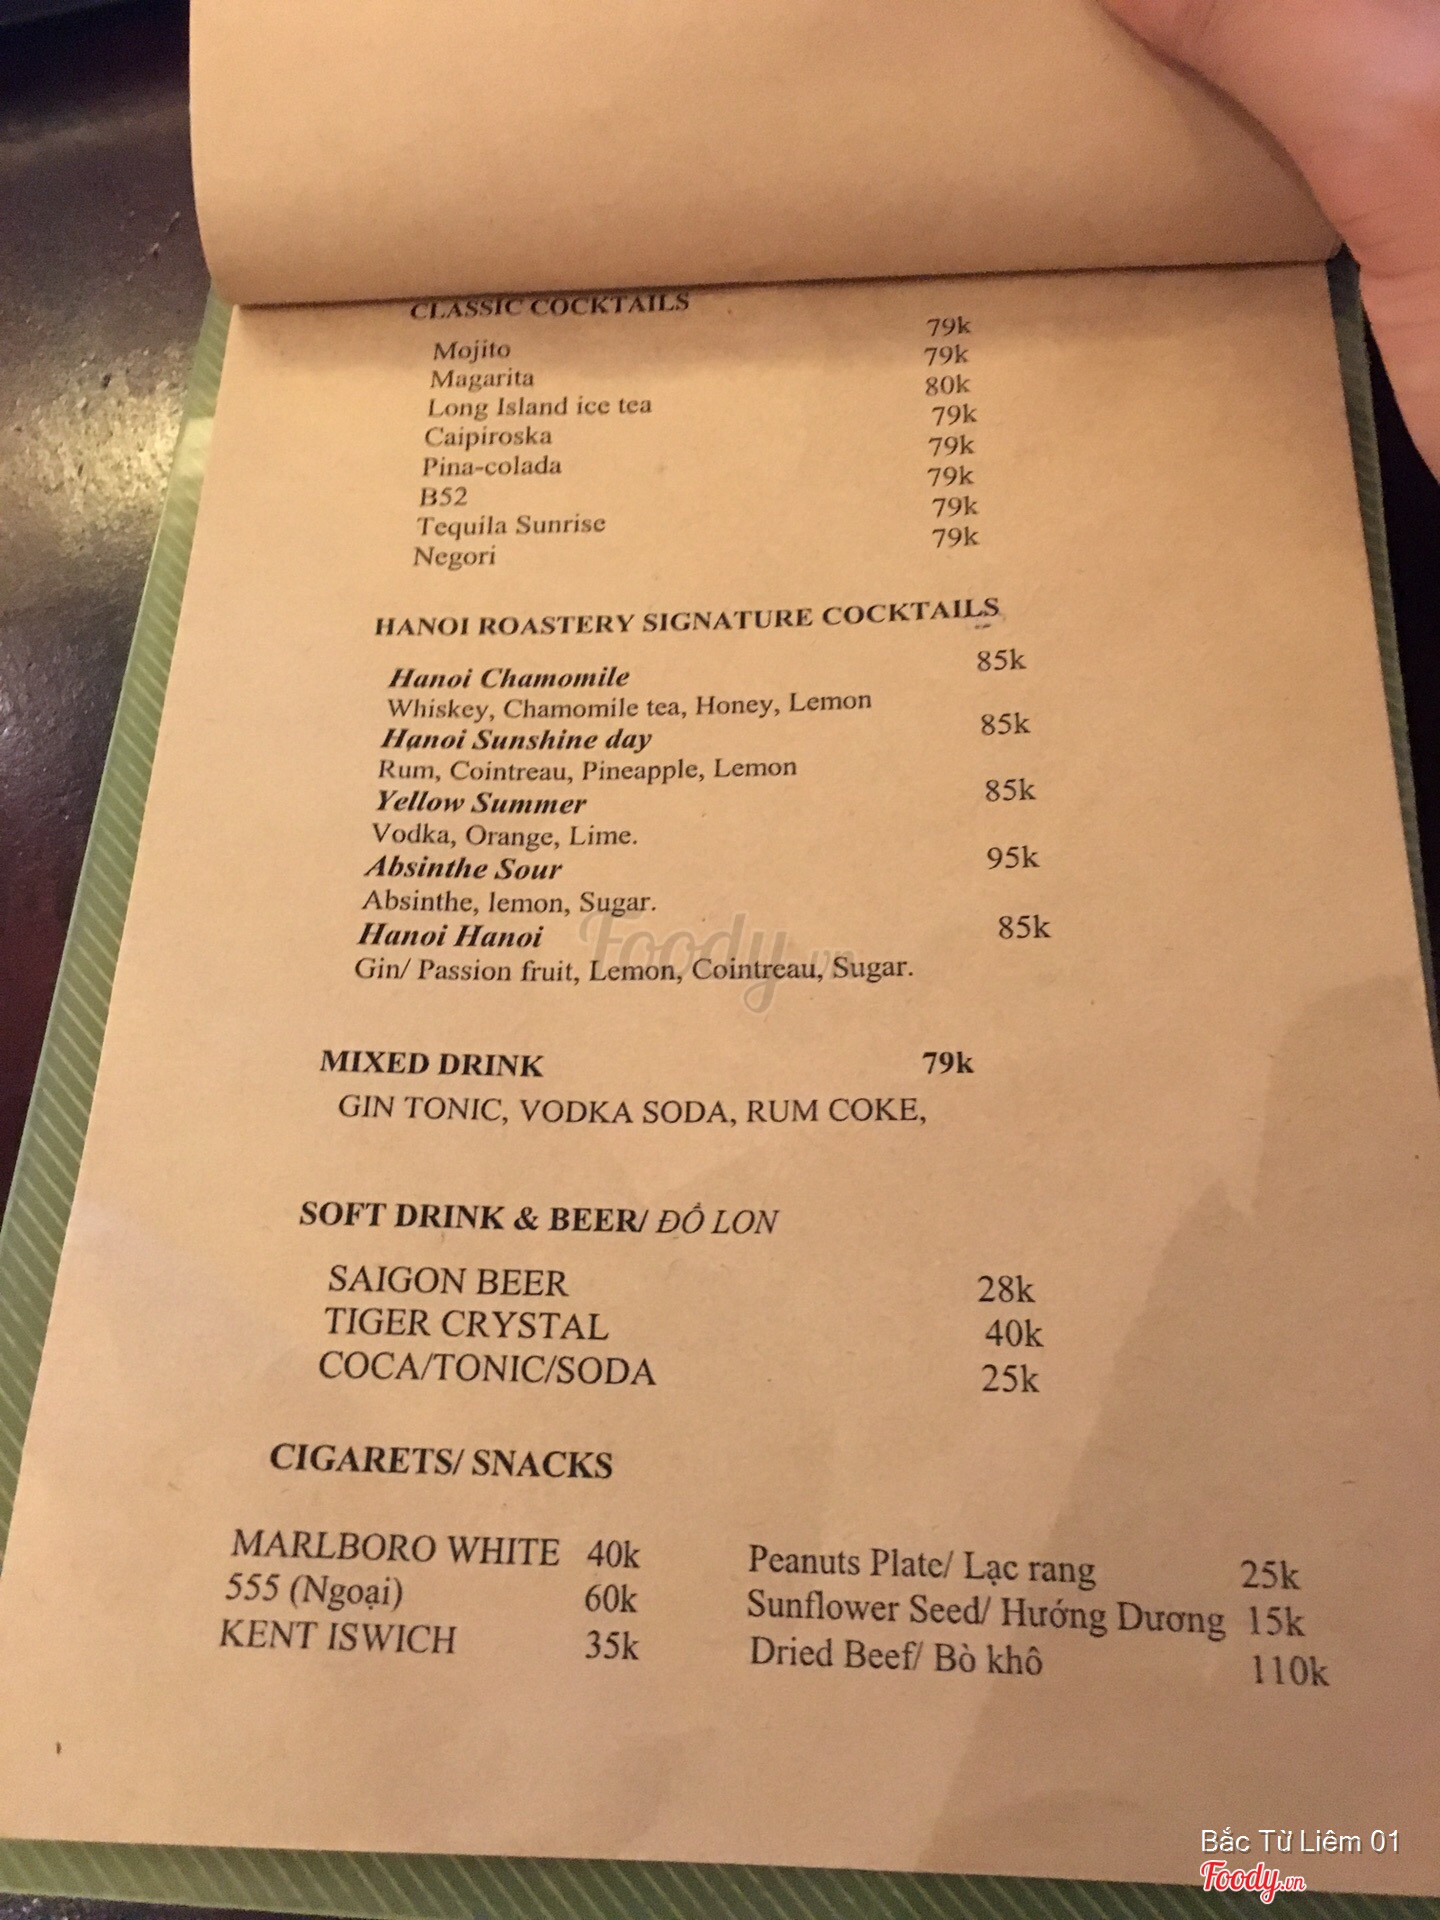 CLASSIC COCKTAILS
Mojito 79k
Magarita 79k
Long Island ice tea 80k
Caipiroska 79k
Pina-colada 79k
B52 79k
Tequila Sunrise 79k
Negori 79k
HANOI ROASTERY SIGNATURE COCKTAILS
Hanoi Chamomile 85k
Whiskey, Chamomile tea, Honey, Lemon
Hanoi Sunshine day 85k
Rum, Cointreau, Pineapple, Lemon
Yellow Summer 85k
Vodka, Orange, Lime.
Absinthe Sour 95k
Absinthe, lemon, Sugar.
Hanoi Hanoi 85k
Gin/ Passion fruit, Lemon, Cointreau, Sugar.
Foody.vn
MIXED DRINK 79k
GIN TONIC, VODKA SODA, RUM COKE,
SOFT DRINK & BEER/ ĐỒ LON
SAIGON BEER 28k
TIGER CRYSTAL 40k
COCA/TONIC/SODA 25k
CIGARETS/ SNACKS
MARLBORO WHITE 40k Peanuts Plate/ Lạc rang 25k
555 (Ngoại) 60k Sunflower Seed/ Hướng Dương 15k
KENT ISWICH 35k Dried Beef/ Bò khô 110k
Bắc Từ Liêm 01
Foody.vn